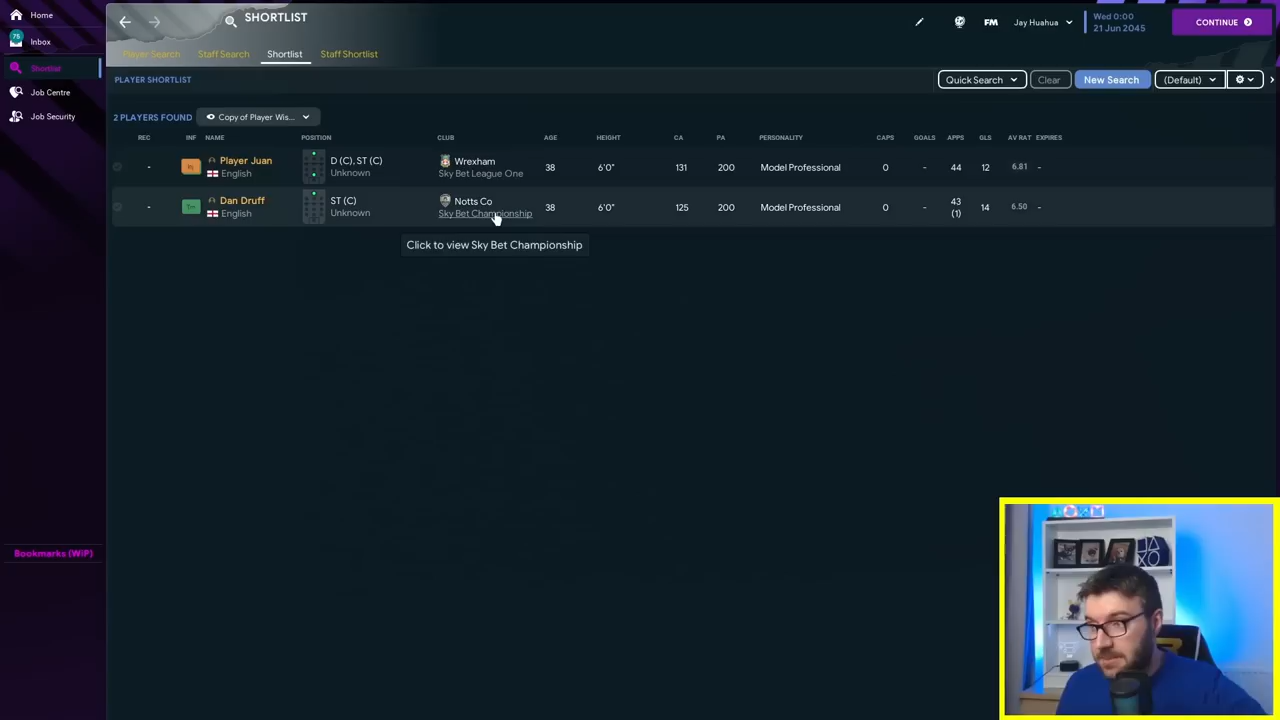 Home
SHORTLIST
FM
Jay Huahua
Wed 0:00
21 Jun 2045
CONTINUE
75
Inbox
Player Search
Staff Search
Shortlist
Staff Shortlist
Shortlist
PLAYER SHORTLIST
Quick Search
Clear
New Search
(Default)
Job Centre
Job Security
2 PLAYERS FOUND
Copy of Player Wis...
REC INF NAME POSITION CLUB AGE HEIGHT CA PA PERSONALITY CAPS GOALS APPS GLS AV RAT EXPIRES
- Player Juan D (C), ST (C) Wrexham 38 6'0" 131 200 Model Professional 0 - 44 12 6.81 -
English Unknown Sky Bet League One
- Dan Druff ST (C) Notts Co 38 6'0" 125 200 Model Professional 0 - 43 14 6.50 -
English Unknown Sky Bet Championship (1)
Click to view Sky Bet Championship
Bookmarks (WiP)